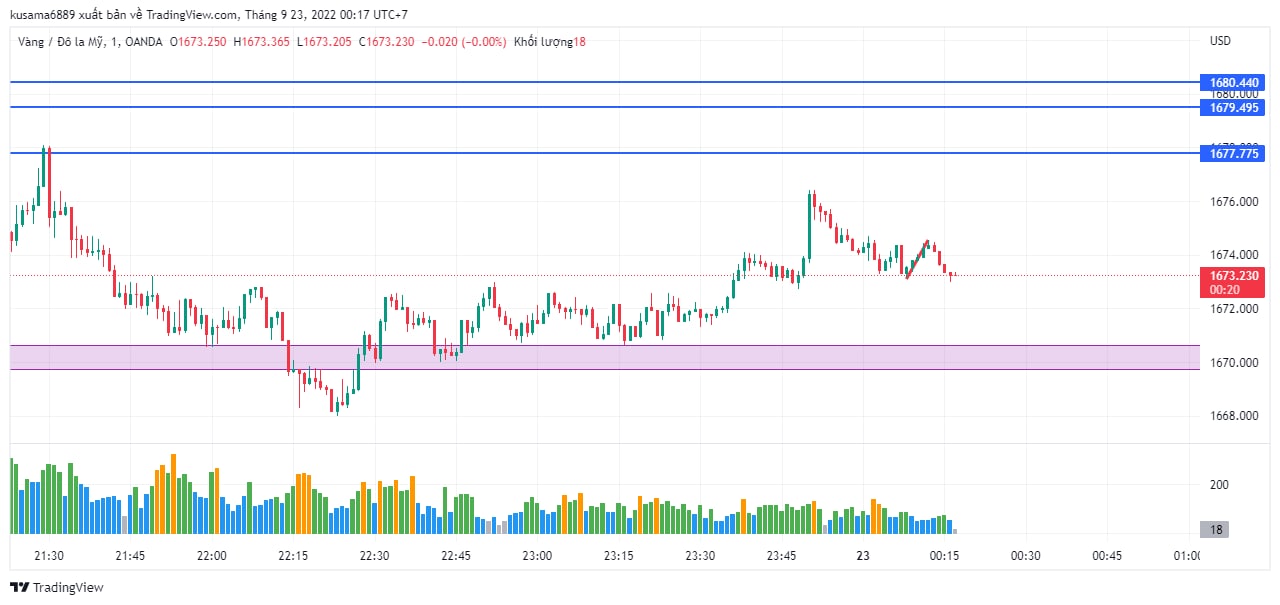 kusama6889 xuất bản về TradingView.com, Tháng 9 23, 2022 00:17 UTC+7
Vàng / Đô la Mỹ, 1, OANDA O1673.250 H1673.365 L1673.205 C1673.230 −0.020 (−0.00%) Khối lượng18
USD
1680.440
1680.000
1679.495
1677.775
1676.000
1674.000
1673.230
00:20
1672.000
1670.000
1668.000
200
18
21:30 21:45 22:00 22:15 22:30 22:45 23:00 23:15 23:30 23:45 23 00:15 00:30 00:45 01:00
TradingView